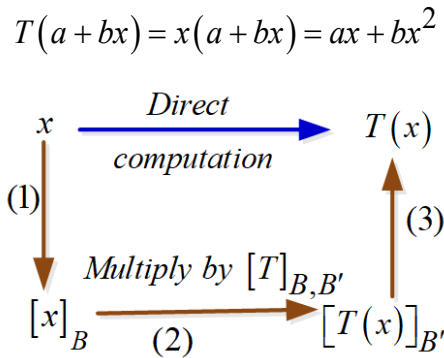 T(a + bx) = x(a + bx) = ax + bx²
Direct
x T(x)
computation
(1)
(3)
Multiply by [T]_{B,B′}
[x]_B [T(x)]_{B′}
(2)